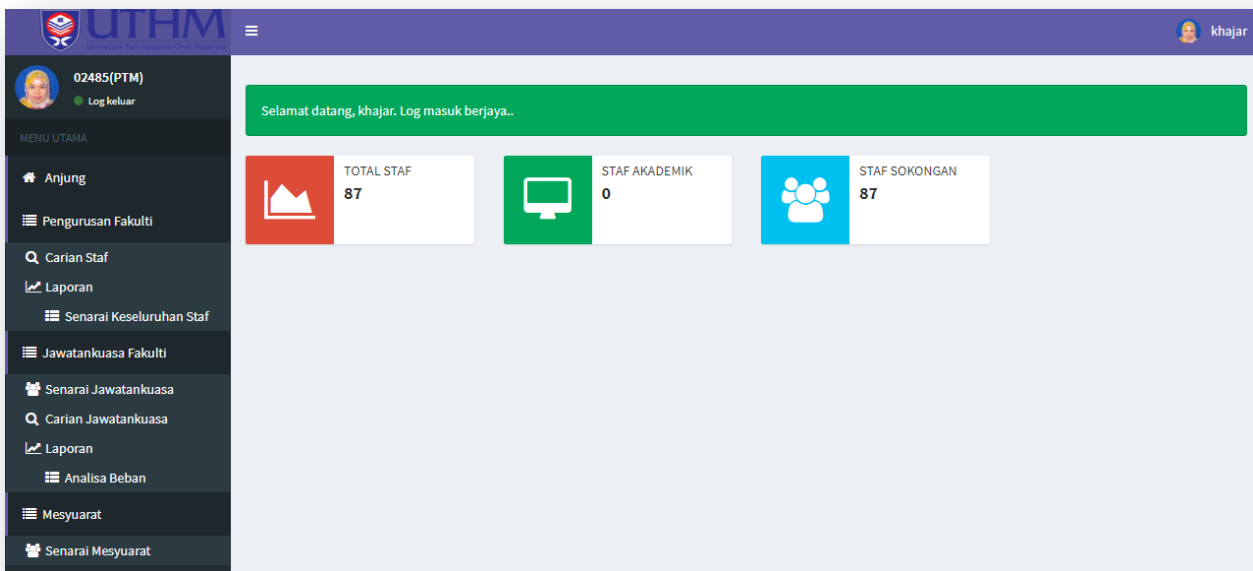 UTHM
khajar
02485(PTM)
Log keluar
MENU UTAMA
Anjung
Pengurusan Fakulti
Carian Staf
Laporan
Senarai Keseluruhan Staf
Jawatankuasa Fakulti
Senarai Jawatankuasa
Carian Jawatankuasa
Laporan
Analisa Beban
Mesyuarat
Senarai Mesyuarat
Selamat datang, khajar. Log masuk berjaya..
TOTAL STAF
87
STAF AKADEMIK
0
STAF SOKONGAN
87